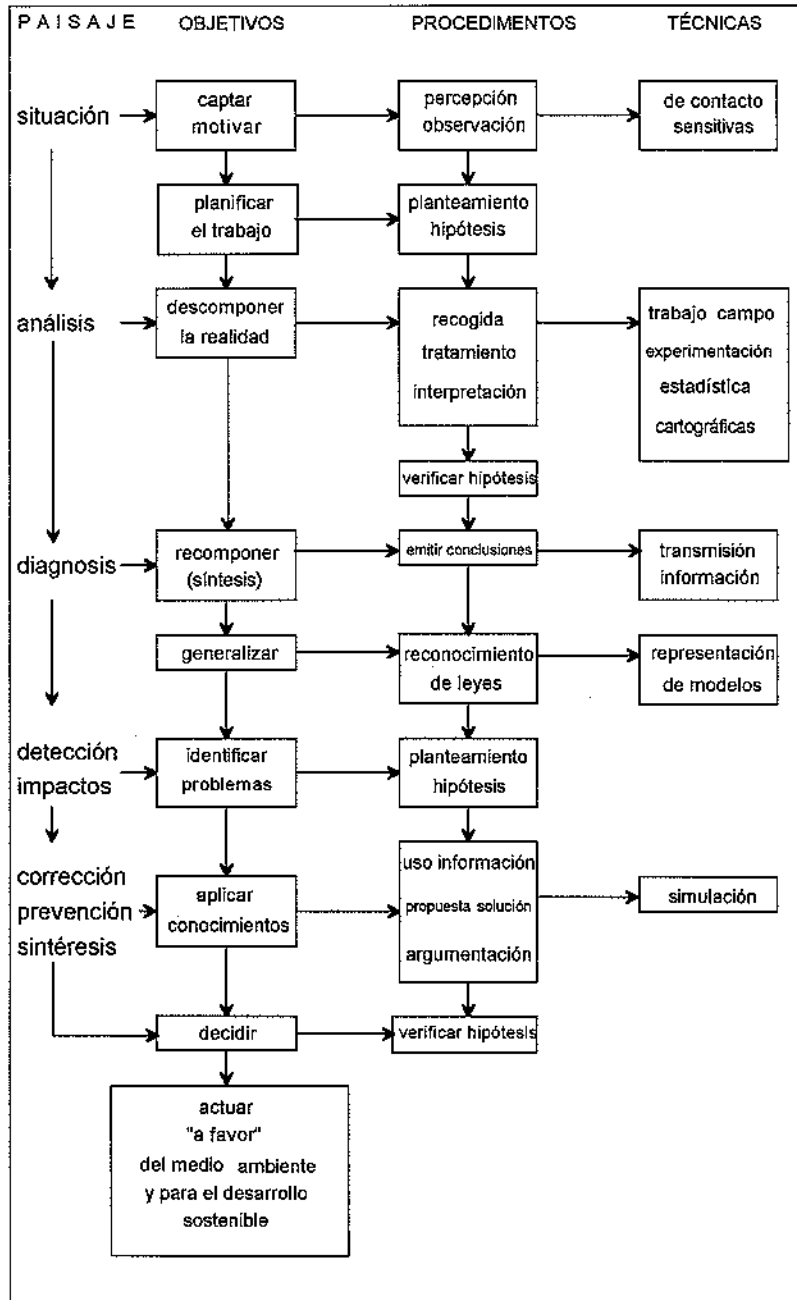 PAISAJE OBJETIVOS PROCEDIMENTOS TÉCNICAS
situación
captar
motivar
percepción
observación
de contacto
sensitivas
planificar
el trabajo
planteamiento
hipótesis
análisis
descomponer
la realidad
recogida
tratamiento
interpretación
trabajo campo
experimentación
estadística
cartográficas
verificar hipótesis
diagnosis
recomponer
(síntesis)
emitir conclusiones
transmisión
información
generalizar
reconocimiento
de leyes
representación
de modelos
detección
impactos
identificar
problemas
planteamiento
hipótesis
corrección
prevención
sintéresis
aplicar
conocimientos
uso información
propuesta solución
argumentación
simulación
decidir
verificar hipótesis
actuar
"a favor"
del medio ambiente
y para el desarrollo
sostenible